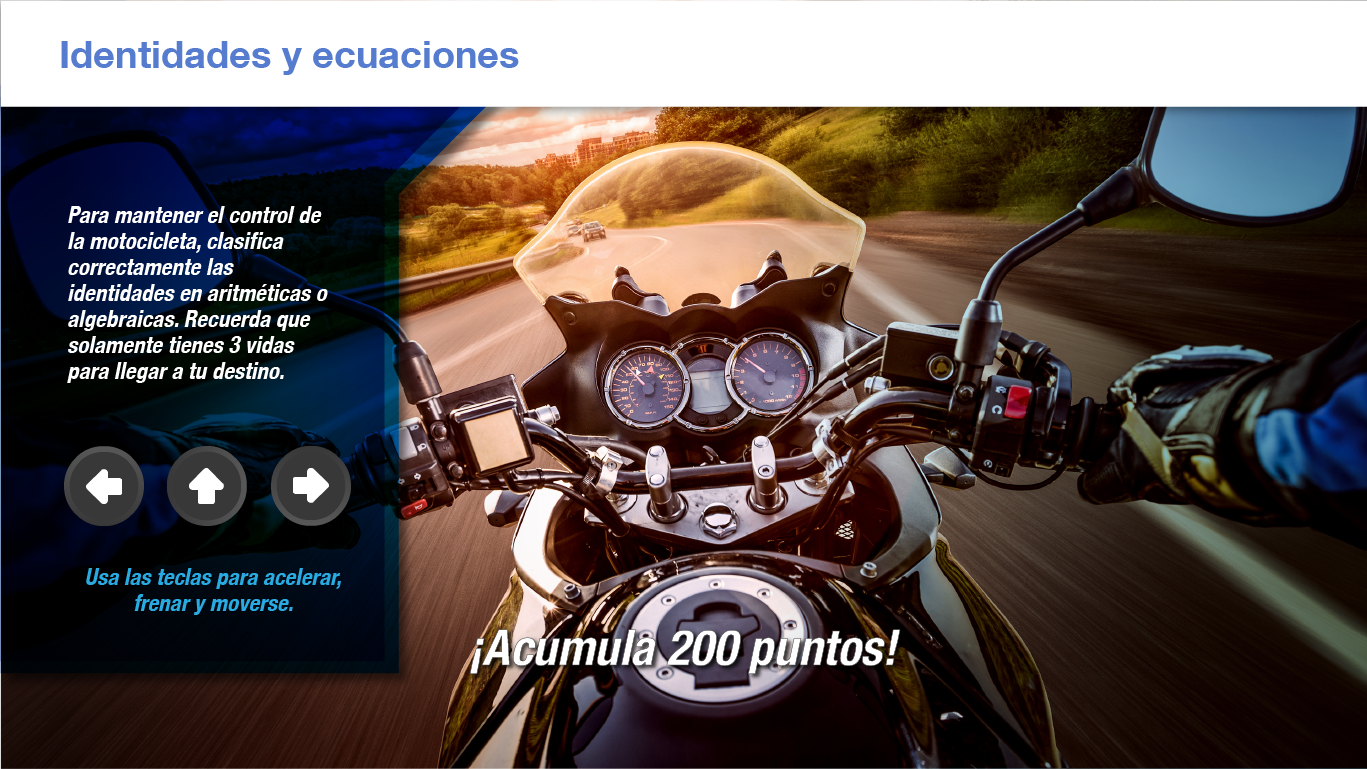 Identidades y ecuaciones
Para mantener el control de
la motocicleta, clasifica
correctamente las
identidades en aritméticas o
algebraicas. Recuerda que
solamente tienes 3 vidas
para llegar a tu destino.
Usa las teclas para acelerar,
frenar y moverse.
¡Acumula 200 puntos!